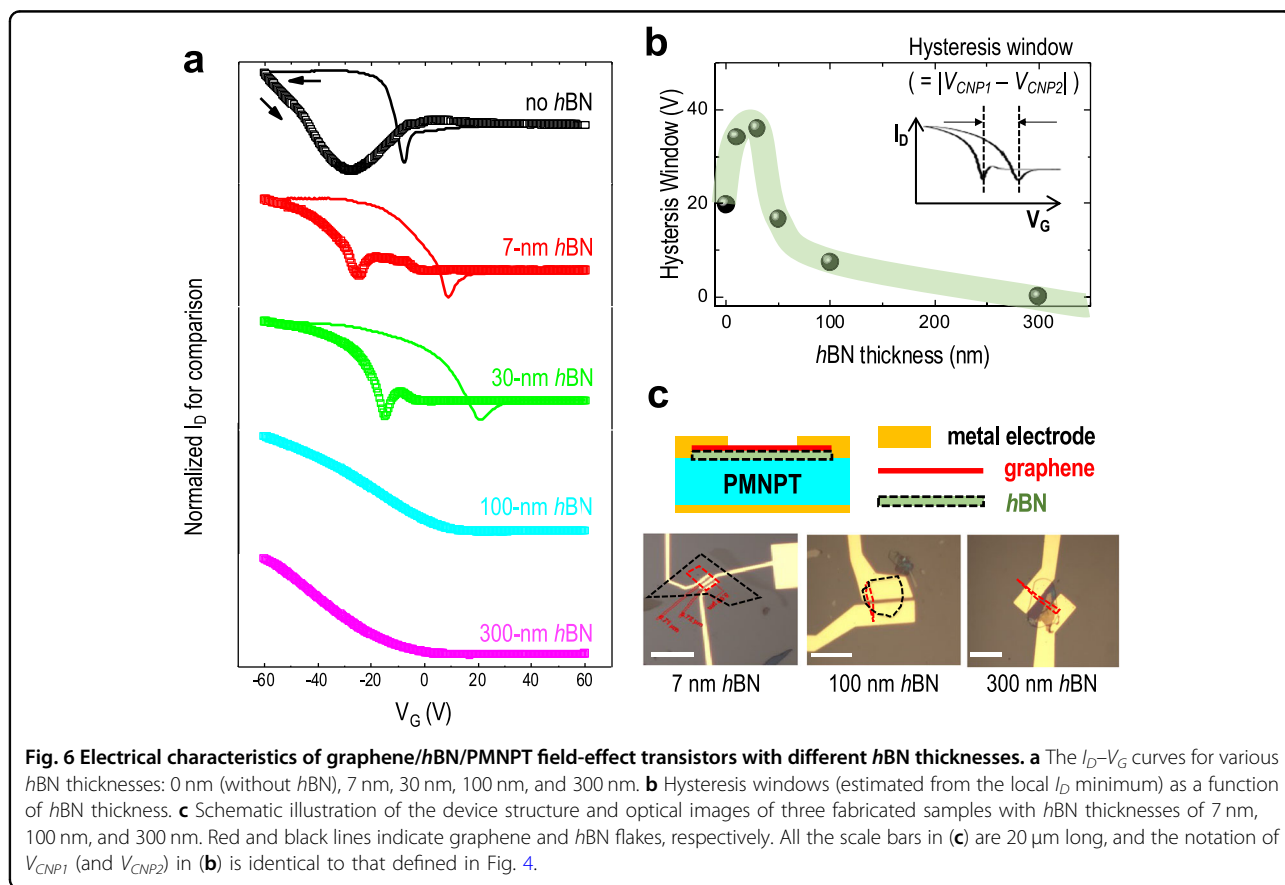 a
no hBN
7-nm hBN
30-nm hBN
100-nm hBN
300-nm hBN
Normalized I_D for comparison
-60 -40 -20 0 20 40 60
V_G (V)
b
Hysteresis window
( = |V_CNP1 − V_CNP2| )
I_D
V_G
Hystersis Window (V)
40
20
0
0 100 200 300
hBN thickness (nm)
c
metal electrode
graphene
hBN
PMNPT
7 nm hBN 100 nm hBN 300 nm hBN
Fig. 6 Electrical characteristics of graphene/hBN/PMNPT field-effect transistors with different hBN thicknesses. a The I_D–V_G curves for various
hBN thicknesses: 0 nm (without hBN), 7 nm, 30 nm, 100 nm, and 300 nm. b Hysteresis windows (estimated from the local I_D minimum) as a function
of hBN thickness. c Schematic illustration of the device structure and optical images of three fabricated samples with hBN thicknesses of 7 nm,
100 nm, and 300 nm. Red and black lines indicate graphene and hBN flakes, respectively. All the scale bars in (c) are 20 μm long, and the notation of
V_CNP1 (and V_CNP2) in (b) is identical to that defined in Fig. 4.